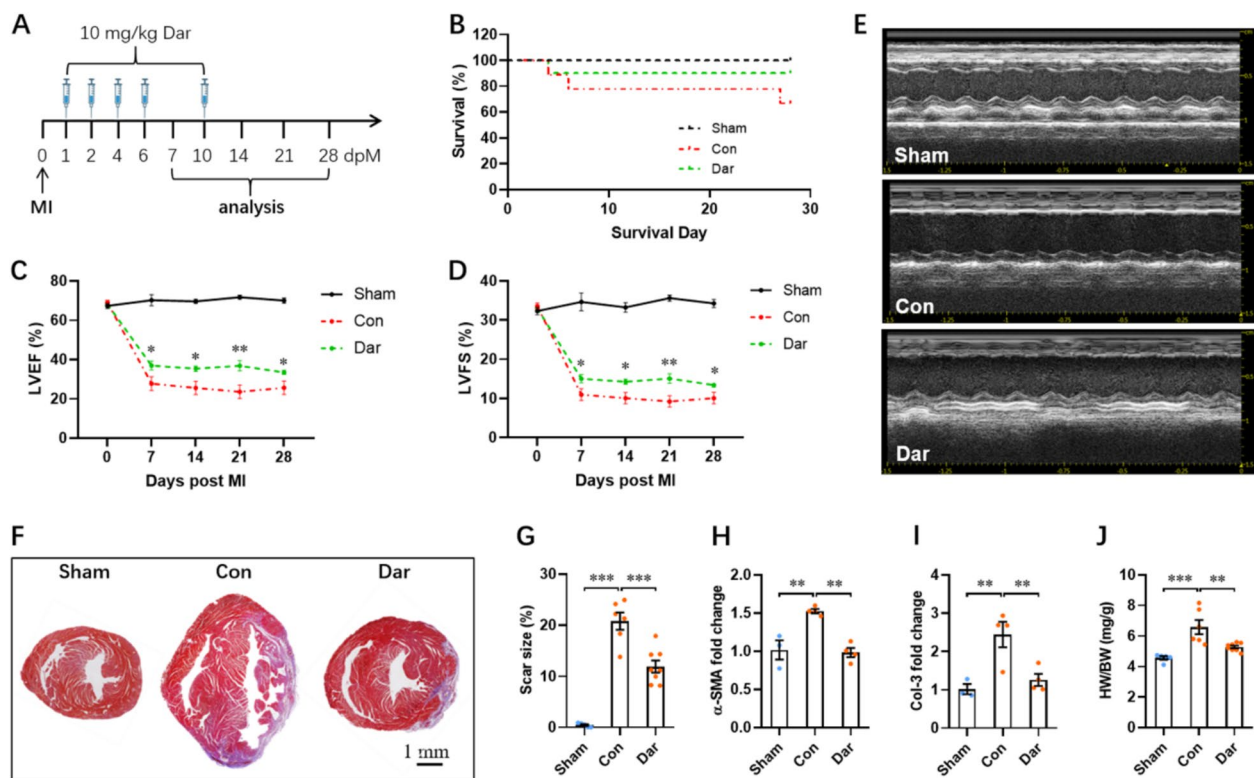 A
10 mg/kg Dar
0 1 2 4 6 7 10 14 21 28 dpM
MI
analysis
B
Survival (%)
120
100
80
60
40
20
0
0 10 20 30
Survival Day
Sham
Con
Dar
C
LVEF (%)
80
60
40
20
0
* * ** *
0 7 14 21 28
Days post MI
Sham
Con
Dar
D
LVFS (%)
40
30
20
10
0
* * ** *
0 7 14 21 28
Days post MI
Sham
Con
Dar
E
Sham
Con
Dar
F
Sham Con Dar
1 mm
G
Scar size (%)
30
20
10
0
*** ***
Sham Con Dar
H
α-SMA fold change
2.0
1.5
1.0
0.5
0.0
** **
Sham Con Dar
I
Col-3 fold change
4
3
2
1
0
** **
Sham Con Dar
J
HW/BW (mg/g)
10
8
6
4
2
0
*** **
Sham Con Dar